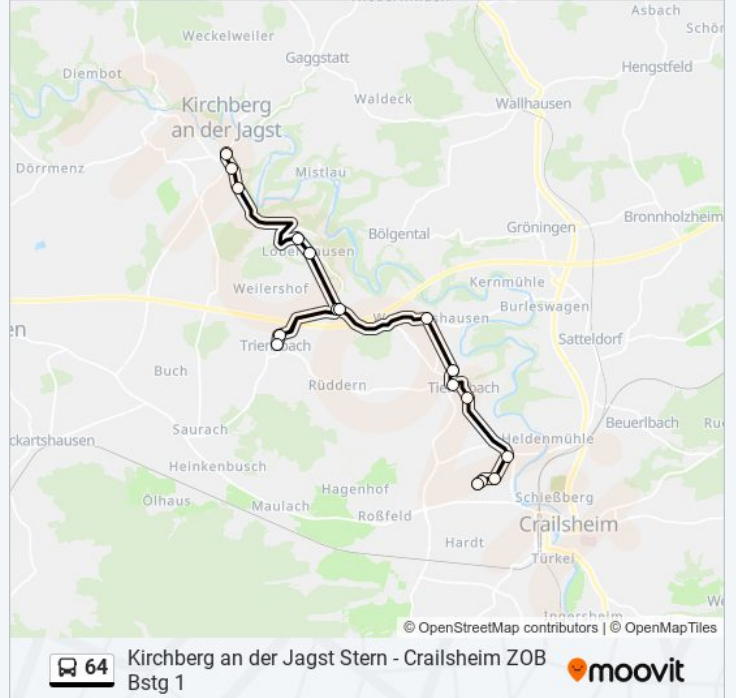 Asbach
Weckelweiler
Gaggstatt
Diembot
Hengstfeld
Waldeck
Wallhausen
Kirchberg
an der Jagst
Dörrmenz
Mistlau
Bronnholzheim
Gröningen
Bölgental
Kernmühle
Weilershof
Burleswagen
Satteldorf
Buch
Rüddern
Beuerlbach
Saurach
ckartshausen
Heldenmühle
Heinkenbusch
Hagenhof
Ölhaus
Schießberg
Maulach
Roßfeld
Crailsheim
Hardt
Türkei
Ingersheim
© OpenStreetMap contributors | © OpenMapTiles
64
Kirchberg an der Jagst Stern - Crailsheim ZOB
Bstg 1
moovit